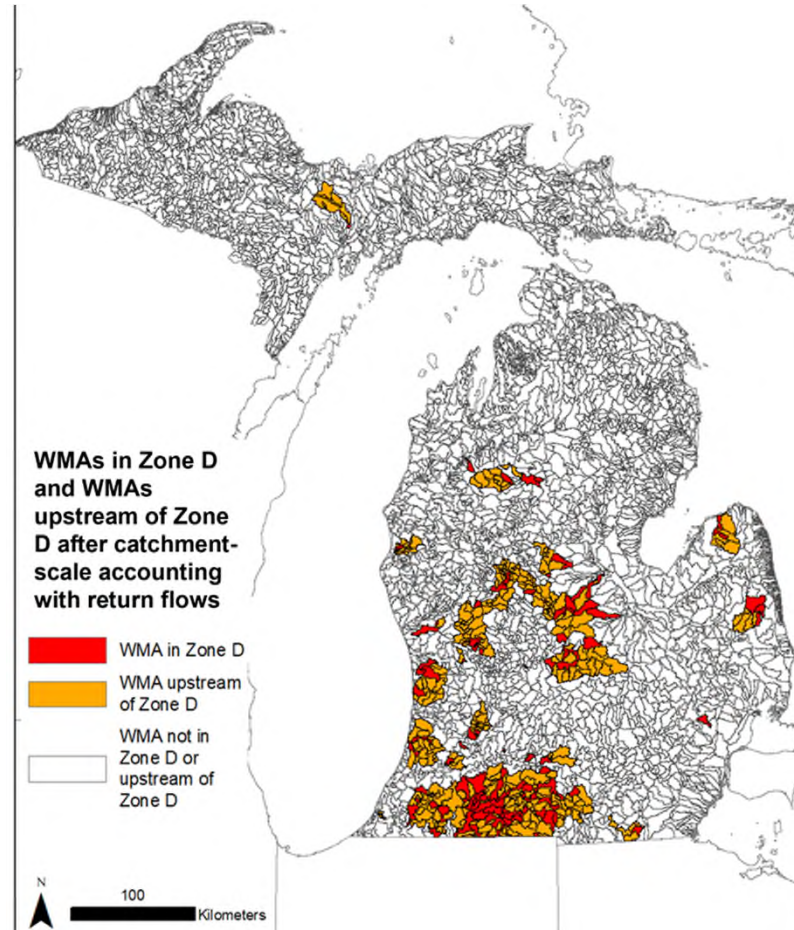 WMAs in Zone D
and WMAs
upstream of Zone
D after catchment-
scale accounting
with return flows
WMA in Zone D
WMA upstream
of Zone D
WMA not in
Zone D or
upstream of
Zone D
N
100
Kilometers